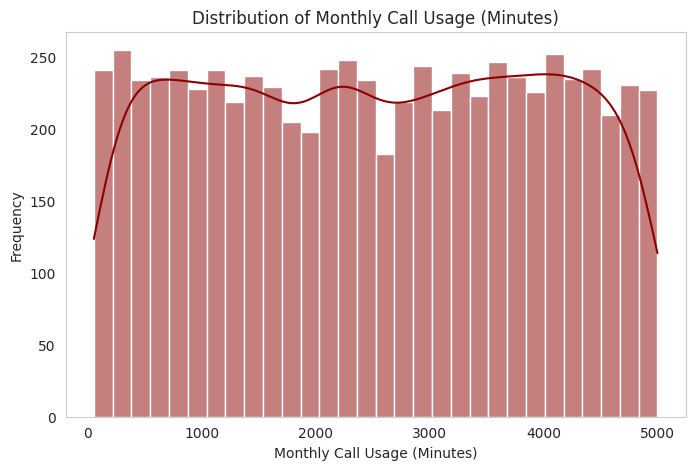 Distribution of Monthly Call Usage (Minutes)
Frequency
250
200
150
100
50
0
0 1000 2000 3000 4000 5000
Monthly Call Usage (Minutes)